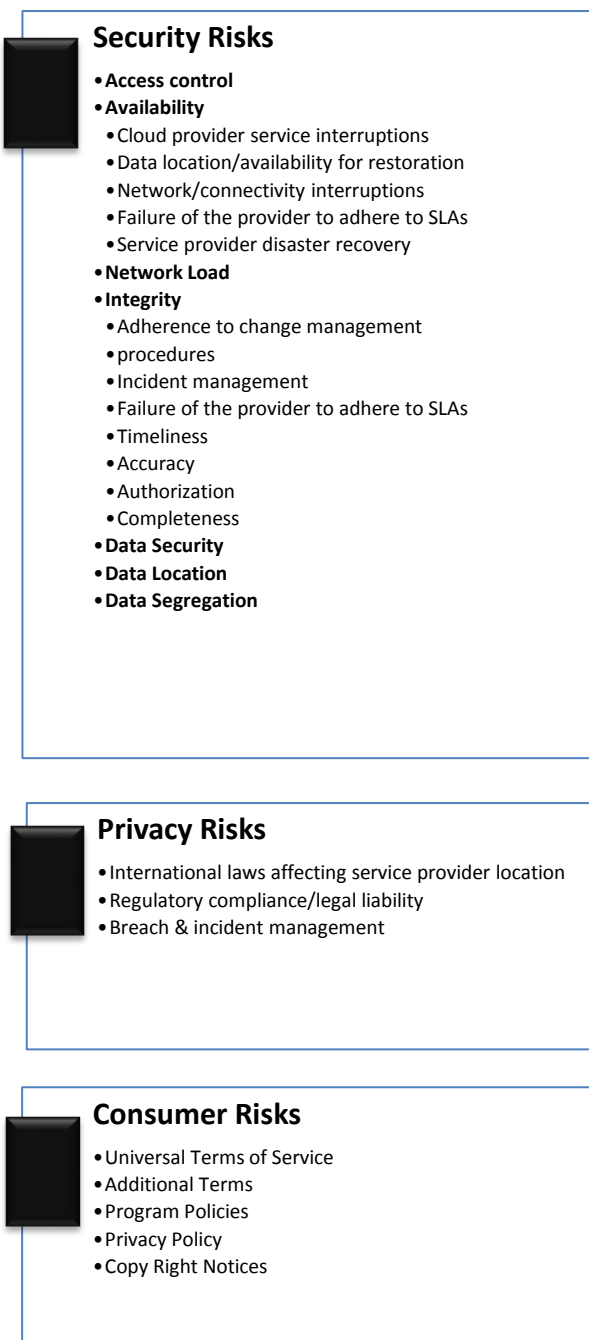 Security Risks
•Access control
•Availability
•Cloud provider service interruptions
•Data location/availability for restoration
•Network/connectivity interruptions
•Failure of the provider to adhere to SLAs
•Service provider disaster recovery
•Network Load
•Integrity
•Adherence to change management
•procedures
•Incident management
•Failure of the provider to adhere to SLAs
•Timeliness
•Accuracy
•Authorization
•Completeness
•Data Security
•Data Location
•Data Segregation
Privacy Risks
•International laws affecting service provider location
•Regulatory compliance/legal liability
•Breach & incident management
Consumer Risks
•Universal Terms of Service
•Additional Terms
•Program Policies
•Privacy Policy
•Copy Right Notices